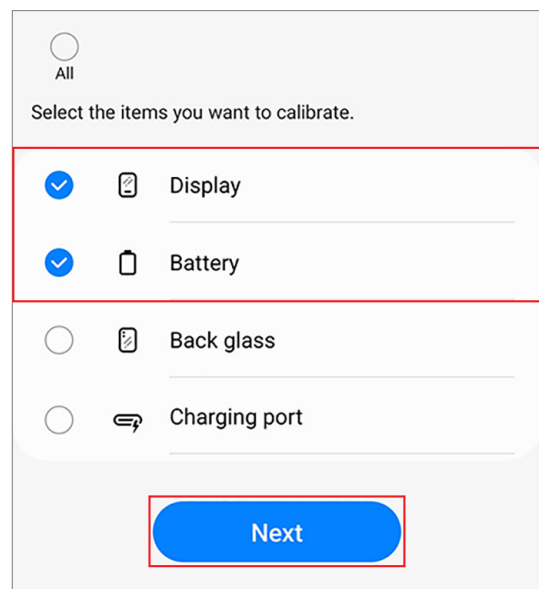 All
Select the items you want to calibrate.
Display
Battery
Back glass
Charging port
Next